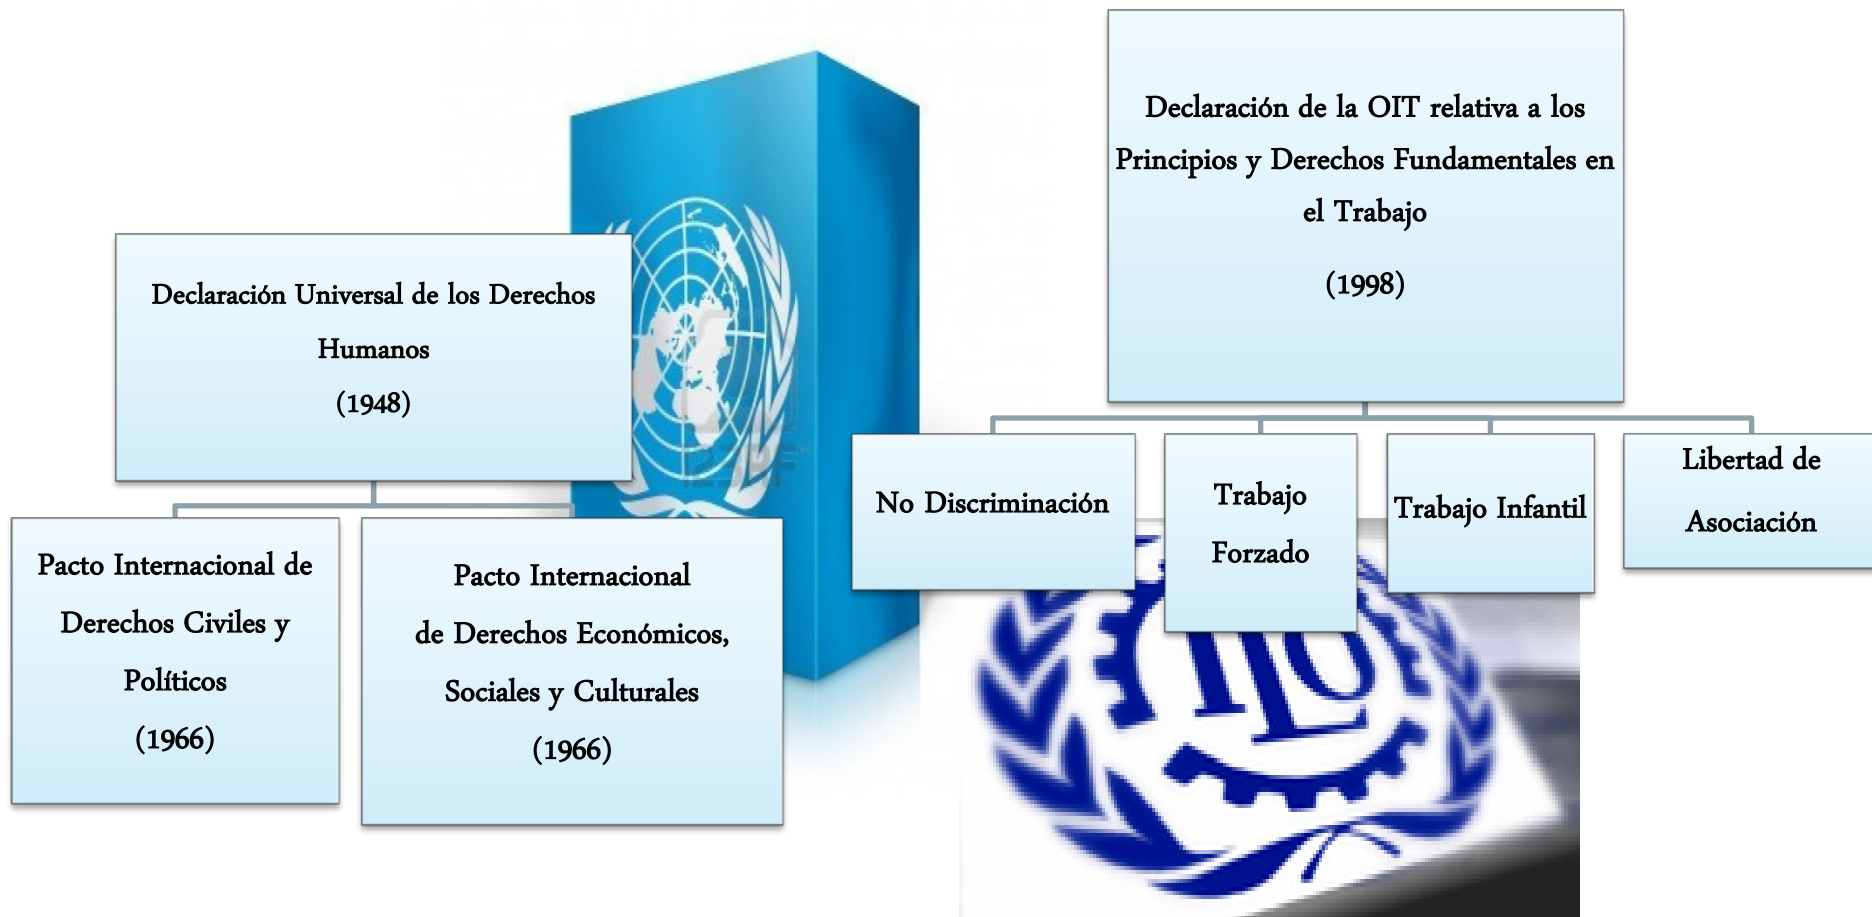 Declaración Universal de los Derechos
Humanos
(1948)
Pacto Internacional de
Derechos Civiles y
Políticos
(1966)
Pacto Internacional
de Derechos Económicos,
Sociales y Culturales
(1966)
Declaración de la OIT relativa a los
Principios y Derechos Fundamentales en
el Trabajo
(1998)
No Discriminación
Trabajo
Forzado
Trabajo Infantil
Libertad de
Asociación
ILO